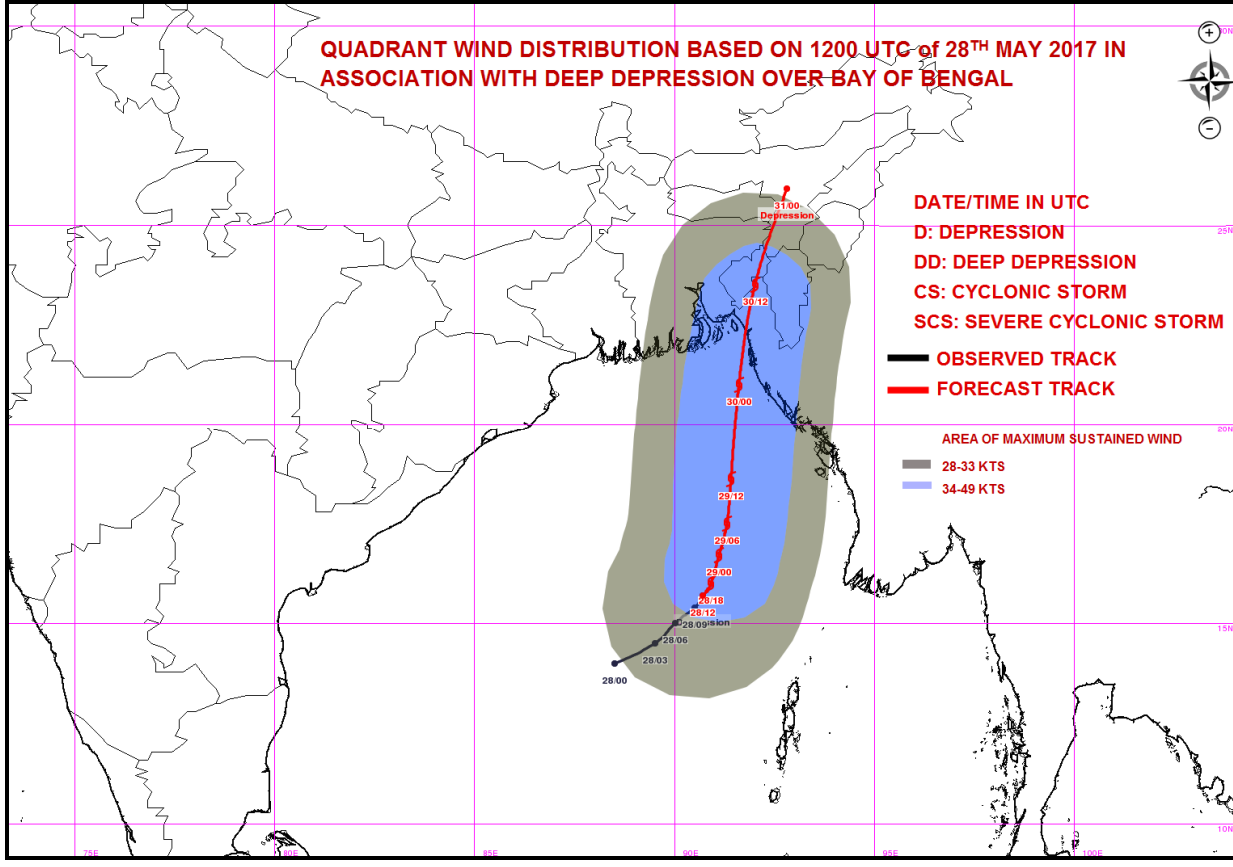 QUADRANT WIND DISTRIBUTION BASED ON 1200 UTC of 28TH MAY 2017 IN
ASSOCIATION WITH DEEP DEPRESSION OVER BAY OF BENGAL
+
−
30N
DATE/TIME IN UTC
D: DEPRESSION
DD: DEEP DEPRESSION
CS: CYCLONIC STORM
SCS: SEVERE CYCLONIC STORM
OBSERVED TRACK
FORECAST TRACK
AREA OF MAXIMUM SUSTAINED WIND
28-33 KTS
34-49 KTS
31/00
Depression
25N
30/12
30/00
20N
29/12
29/06
29/00
28/18
28/12
28/09
28/06
28/03
28/00
15N
10N
75E
80E
85E
90E
95E
100E